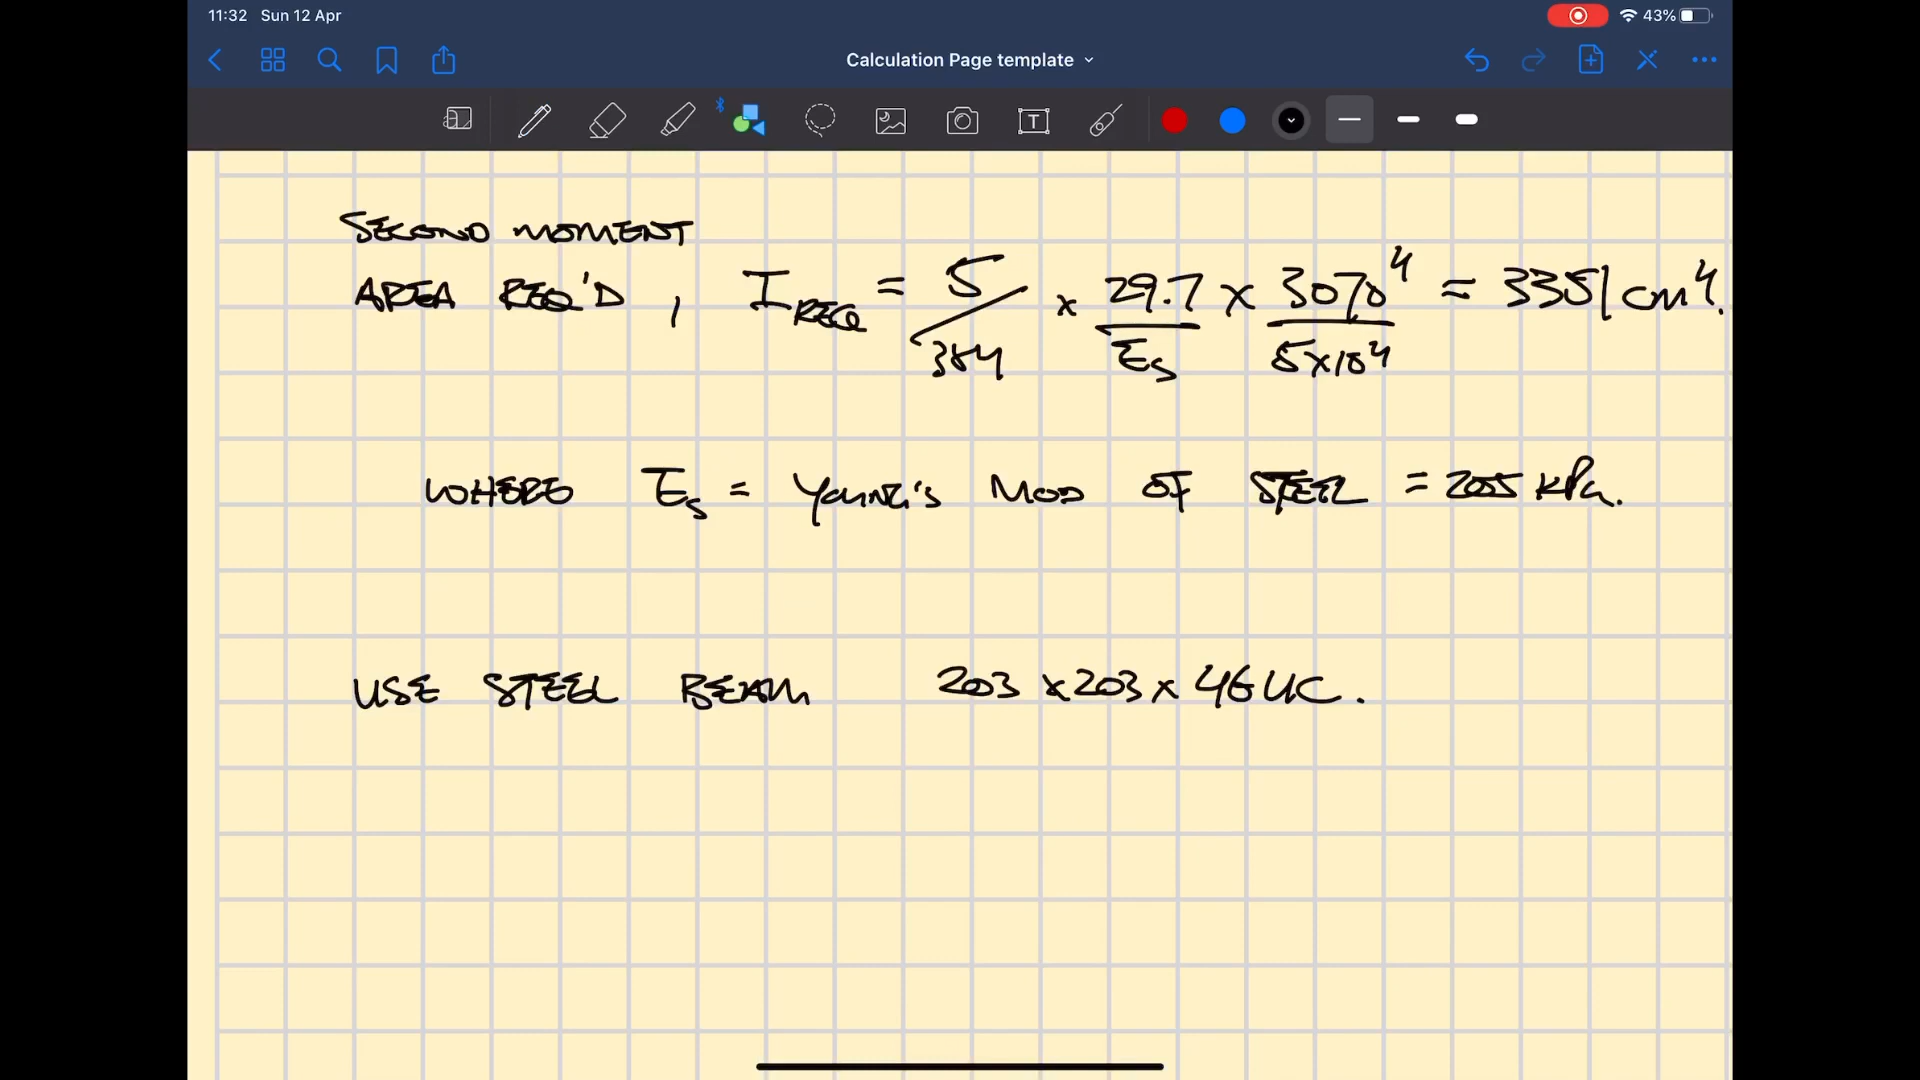 11:32 Sun 12 Apr 43%
Calculation Page template
T
SECOND MOMENT
AREA REQ'D, I REQ = 5/384 x 29.7/Es x 3070⁴/5x10⁴ = 3351 cm⁴.
WHERE Es = YOUNG'S MOD OF STEEL = 205 kPa.
USE STEEL BEAM 203 x 203 x 46 UC.